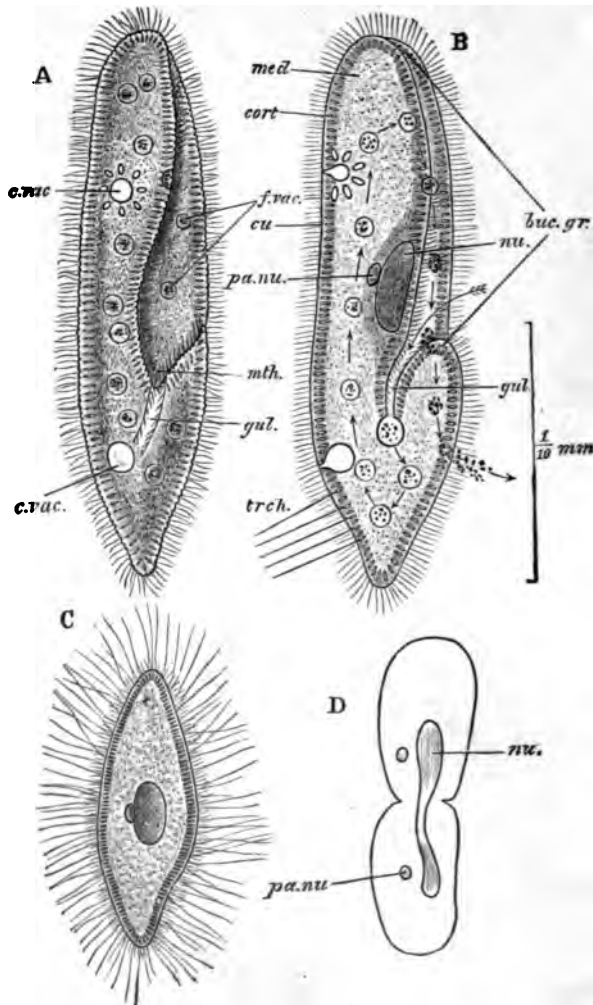 A
B
med
cort
c.vac
f.vac.
cu
buc. gr.
nu.
pa.nu.
mth.
gul.
gul
1/10 mm
c.vac.
trch.
C
D
nu.
pa.nu